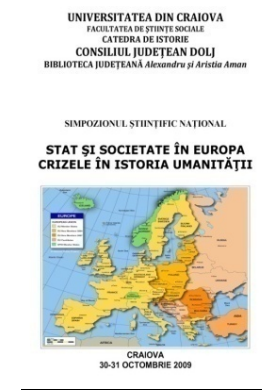 UNIVERSITATEA DIN CRAIOVA
FACULTATEA DE ŞTIINŢE SOCIALE
CATEDRA DE ISTORIE
CONSILIUL JUDEŢEAN DOLJ
BIBLIOTECA JUDEŢEANĂ Alexandru şi Aristia Aman
SIMPOZIONUL ŞTIINŢIFIC NAŢIONAL
STAT ŞI SOCIETATE ÎN EUROPA
CRIZELE ÎN ISTORIA UMANITĂŢII
EUROPE
CRAIOVA
30-31 OCTOMBRIE 2009